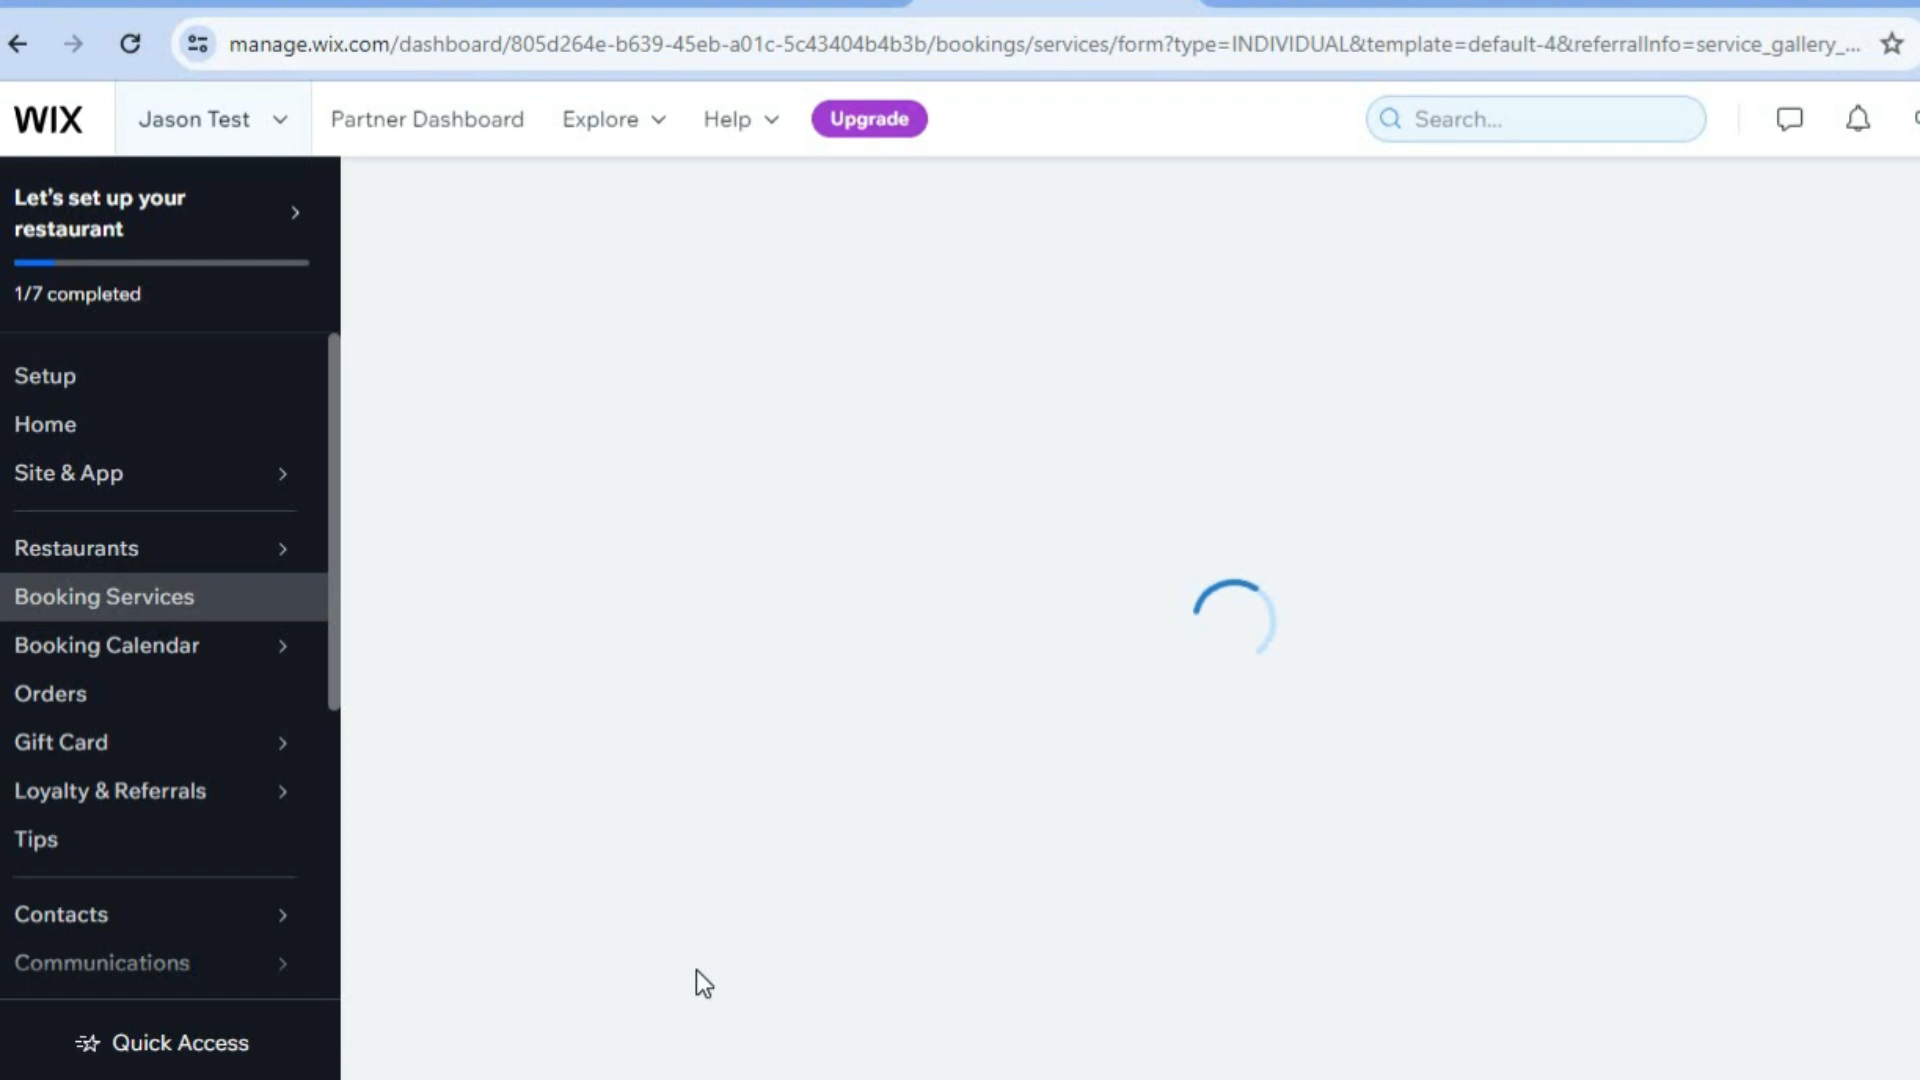 manage.wix.com/dashboard/805d264e-b639-45eb-a01c-5c43404b4b3b/bookings/services/form?type=INDIVIDUAL&template=default-4&referralInfo=service_gallery_...
WIX Jason Test Partner Dashboard Explore Help Upgrade Search...
Let's set up your
restaurant
1/7 completed
Setup
Home
Site & App
Restaurants
Booking Services
Booking Calendar
Orders
Gift Card
Loyalty & Referrals
Tips
Contacts
Communications
Quick Access